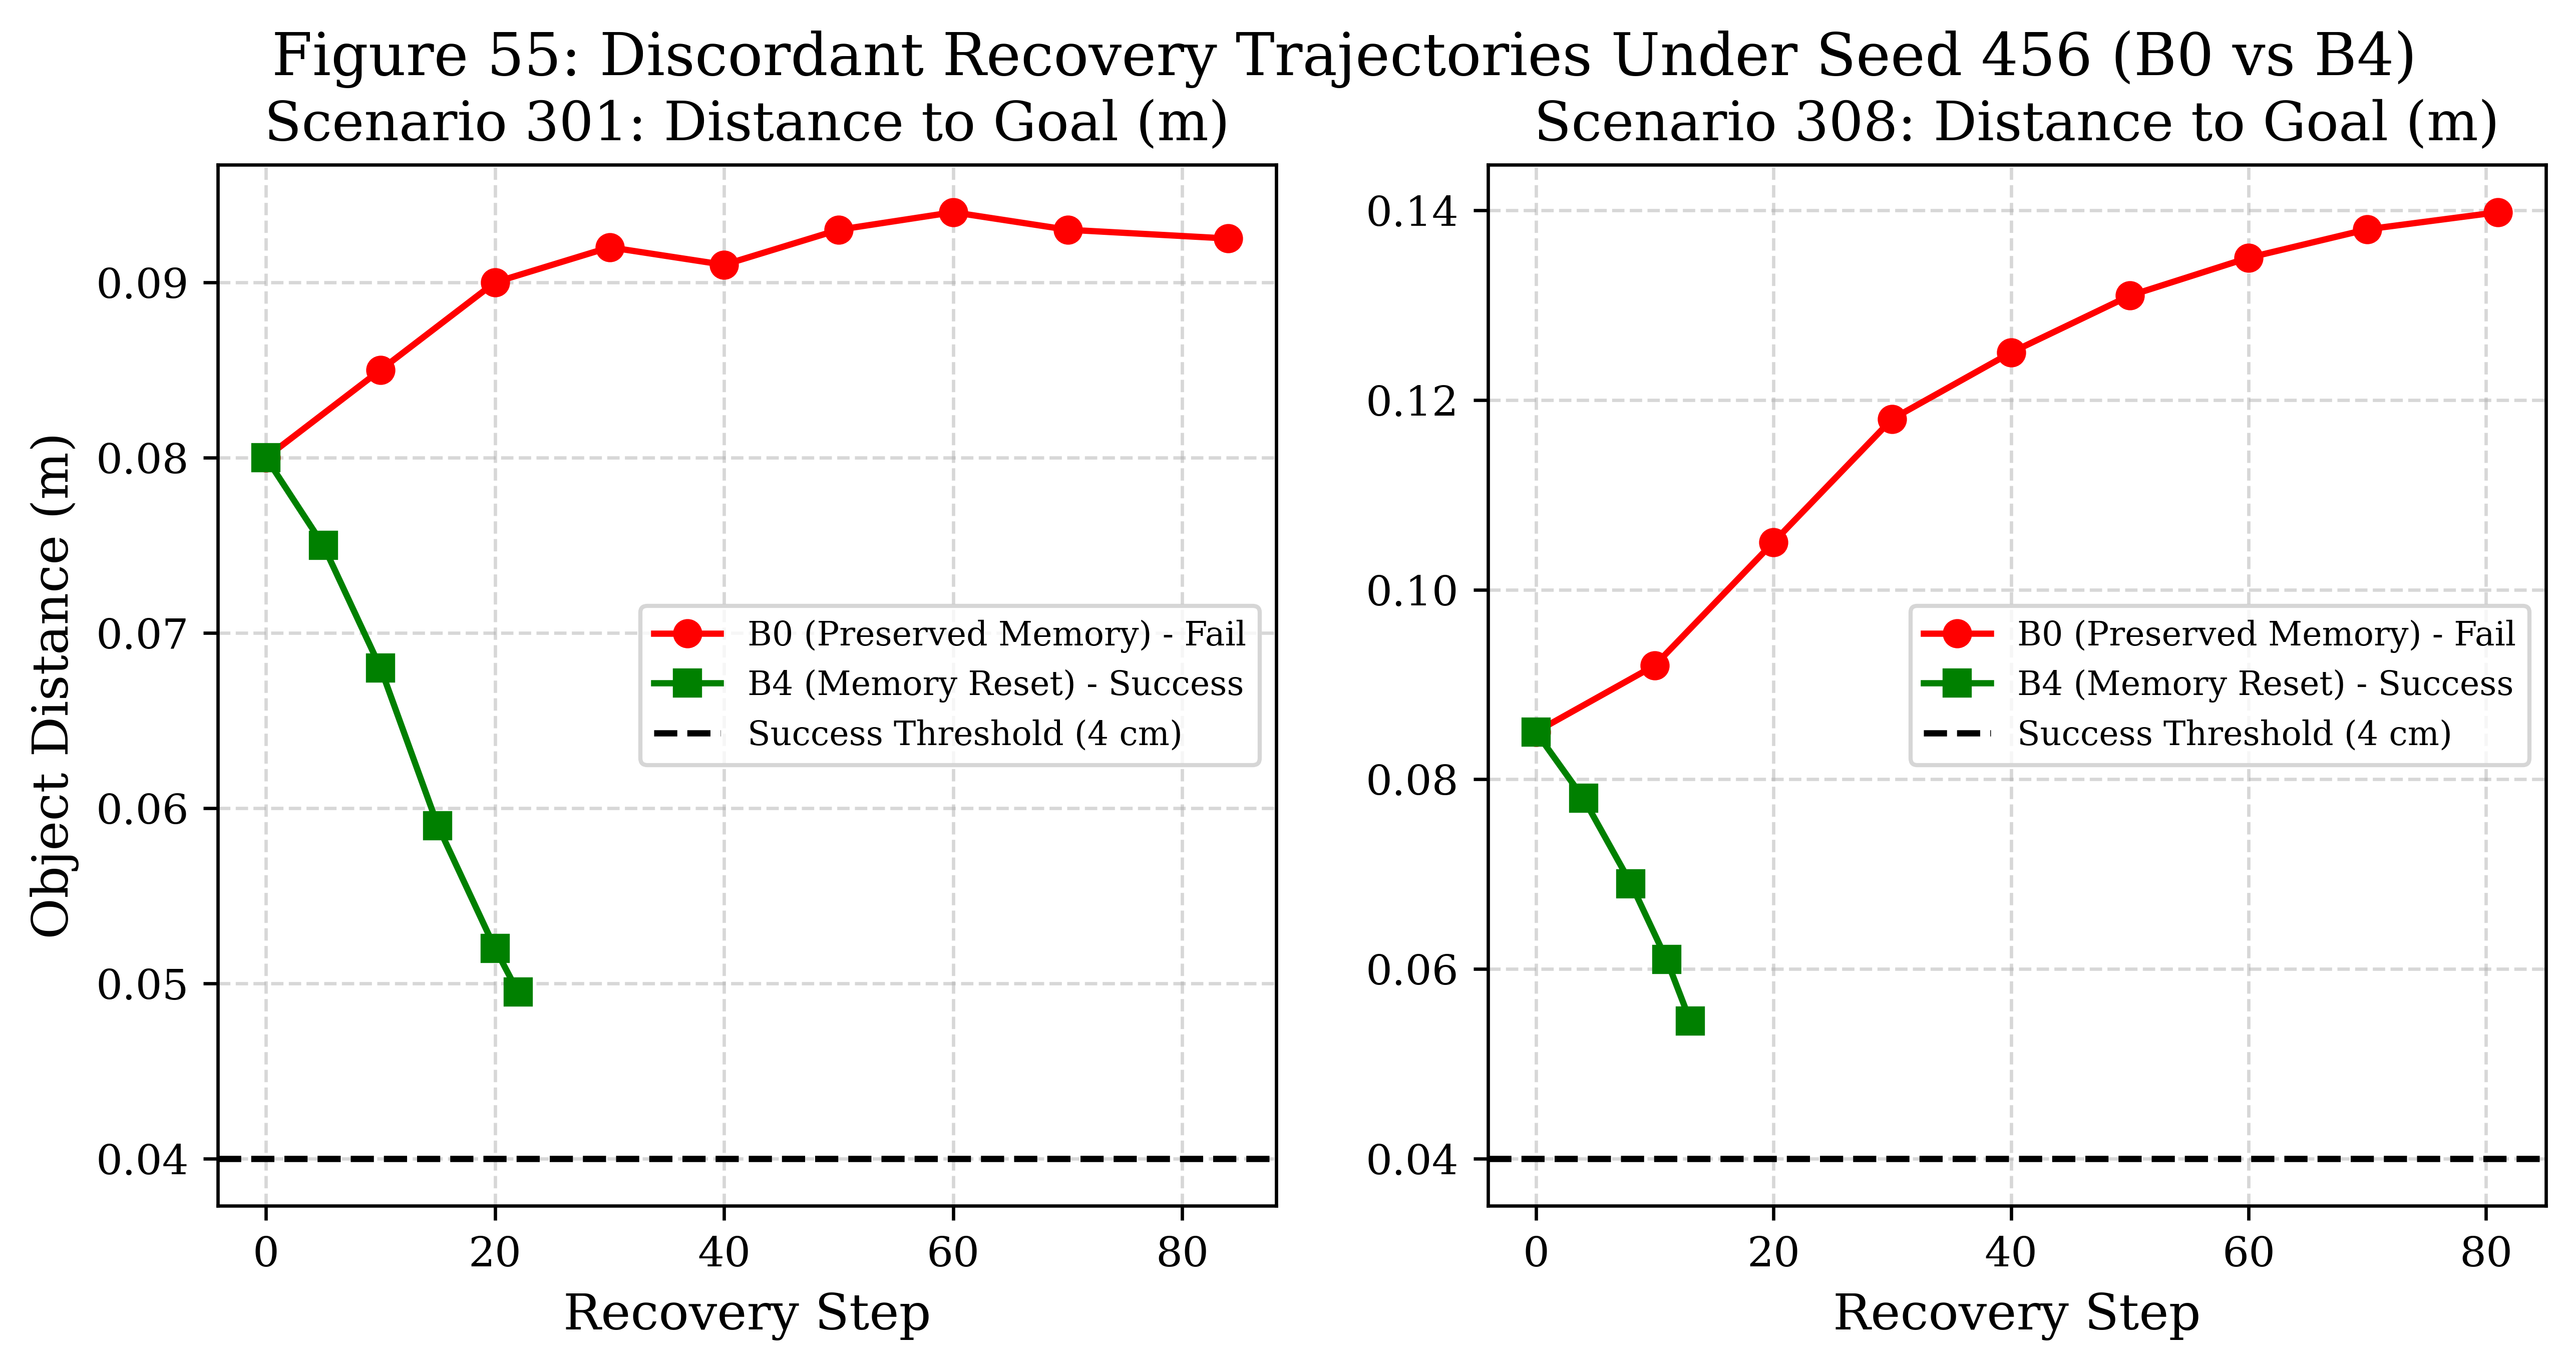 Figure 55: Discordant Recovery Trajectories Under Seed 456 (B0 vs B4)
Scenario 301: Distance to Goal (m)
Object Distance (m)
0.09
0.08
0.07
0.06
0.05
0.04
B0 (Preserved Memory) - Fail
B4 (Memory Reset) - Success
Success Threshold (4 cm)
0 20 40 60 80
Recovery Step
Scenario 308: Distance to Goal (m)
0.14
0.12
0.10
0.08
0.06
0.04
B0 (Preserved Memory) - Fail
B4 (Memory Reset) - Success
Success Threshold (4 cm)
0 20 40 60 80
Recovery Step